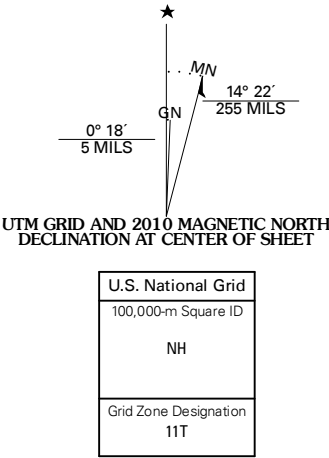 MN
14° 22´
255 MILS
GN
0° 18´
5 MILS
UTM GRID AND 2010 MAGNETIC NORTH
DECLINATION AT CENTER OF SHEET
U.S. National Grid
100,000-m Square ID
NH
Grid Zone Designation
11T